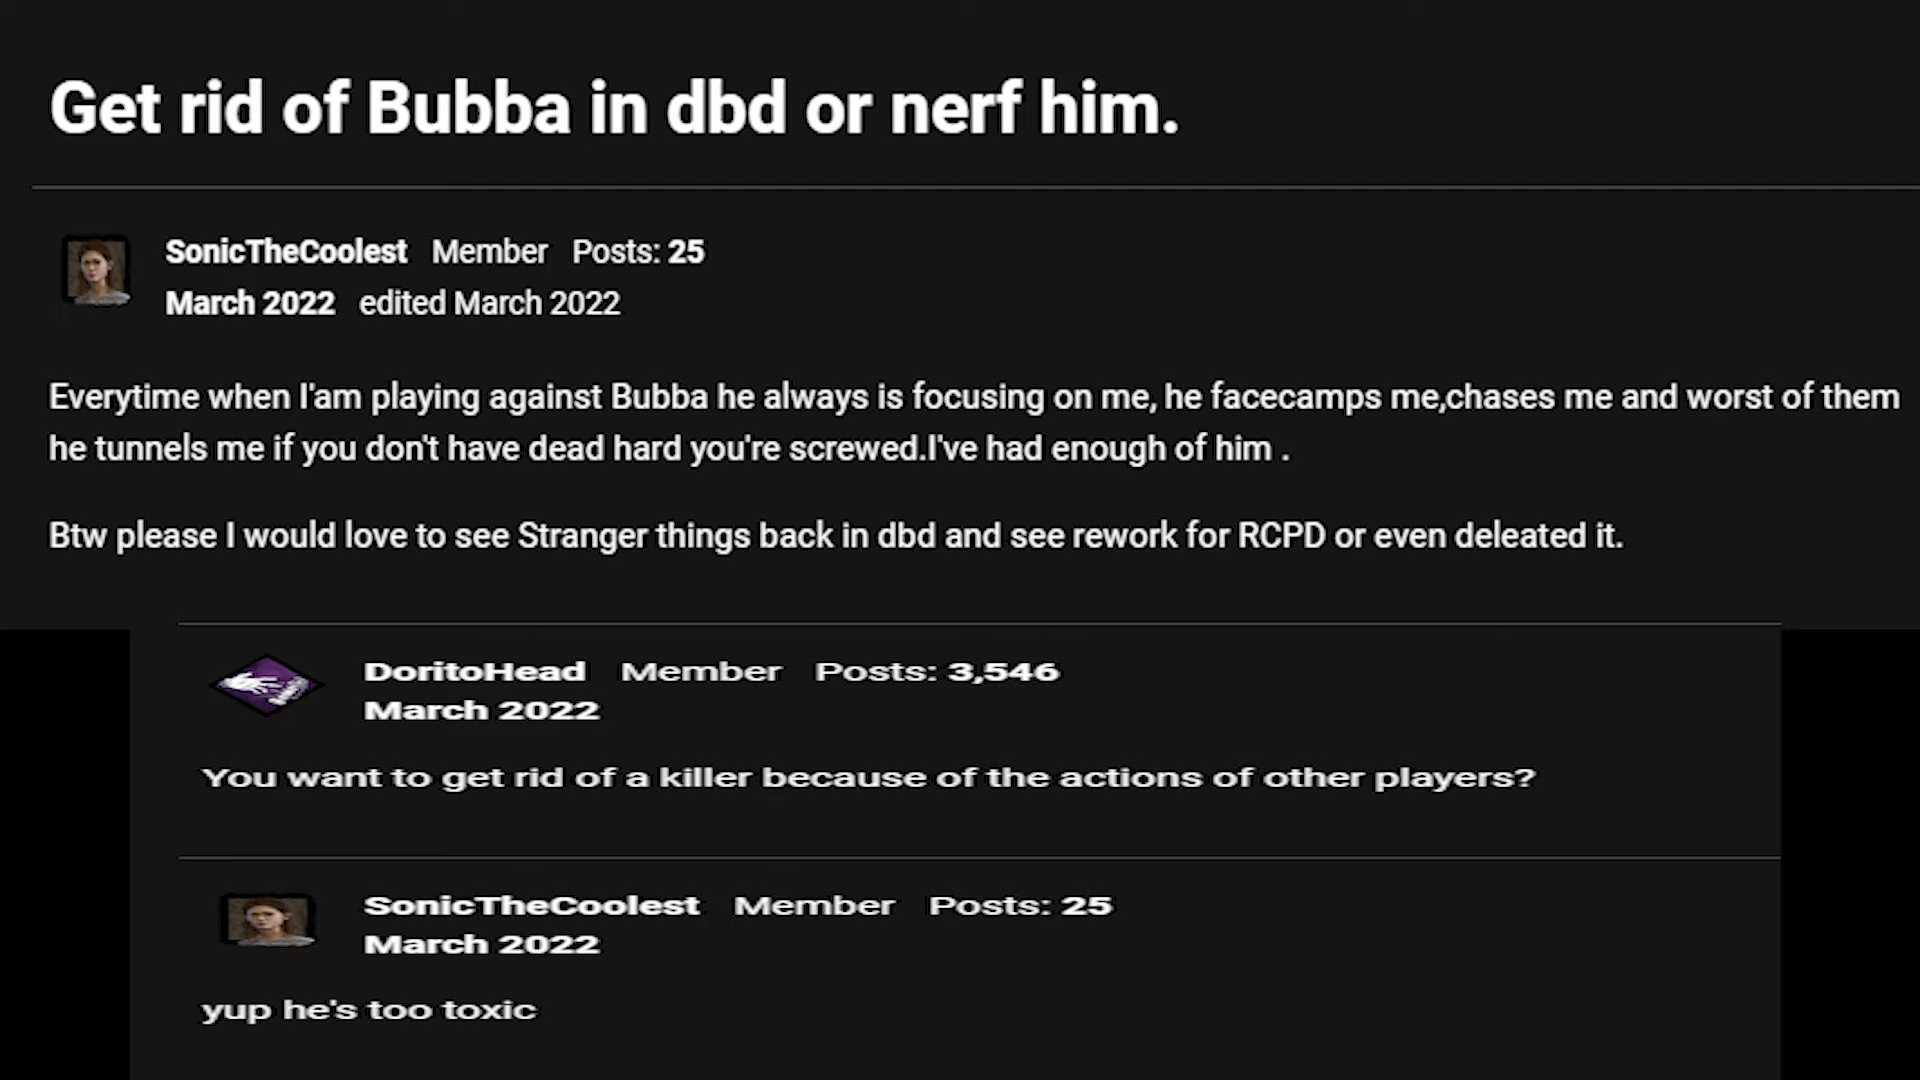 Get rid of Bubba in dbd or nerf him.
SonicTheCoolest Member Posts: 25
March 2022 edited March 2022
Everytime when I'am playing against Bubba he always is focusing on me, he facecamps me,chases me and worst of them
he tunnels me if you don't have dead hard you're screwed.I've had enough of him .
Btw please I would love to see Stranger things back in dbd and see rework for RCPD or even deleated it.
DoritoHead Member Posts: 3,546
March 2022
You want to get rid of a killer because of the actions of other players?
SonicTheCoolest Member Posts: 25
March 2022
yup he's too toxic